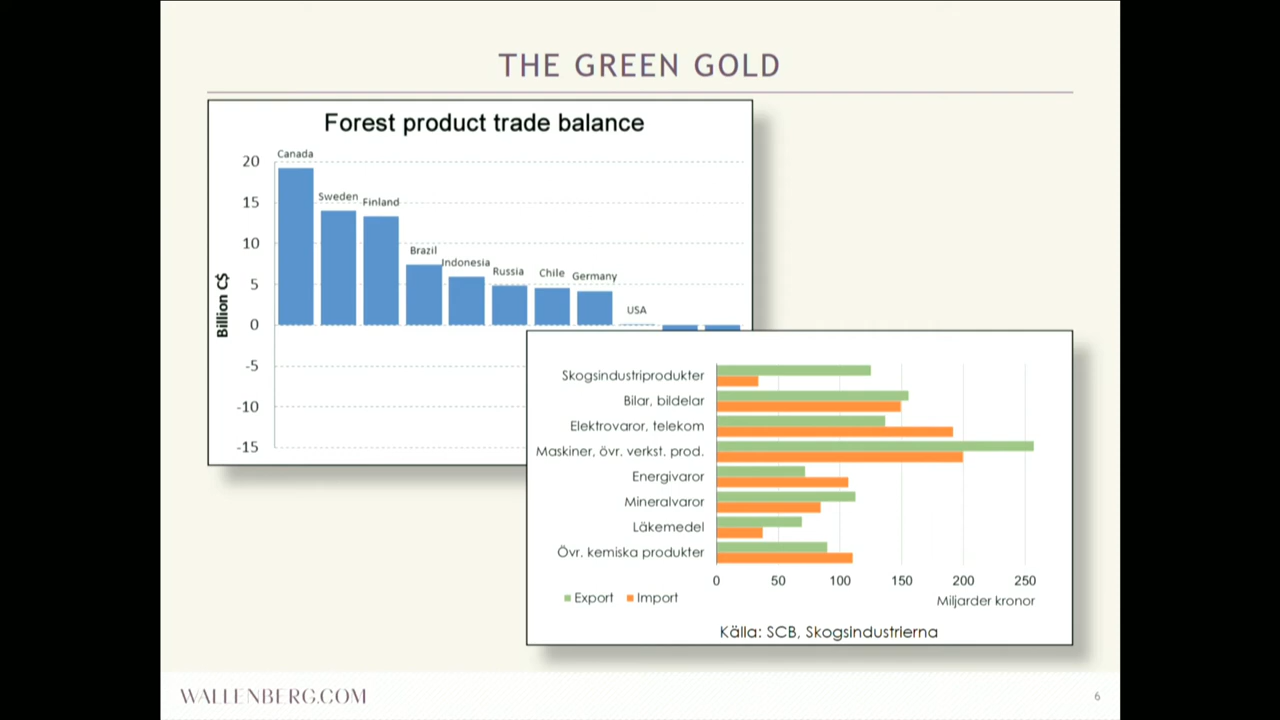 THE GREEN GOLD
Forest product trade balance
Billion C$
20
15
10
5
0
-5
-10
-15
Canada
Sweden
Finland
Brazil
Indonesia
Russia
Chile
Germany
USA
Skogsindustriprodukter
Bilar, bildelar
Elektrovaror, telekom
Maskiner, övr. verkst. prod.
Energivaror
Mineralvaror
Läkemedel
Övr. kemiska produkter
0 50 100 150 200 250
Export Import
Miljarder kronor
Källa: SCB, Skogsindustrierna
WALLENBERG.COM
6